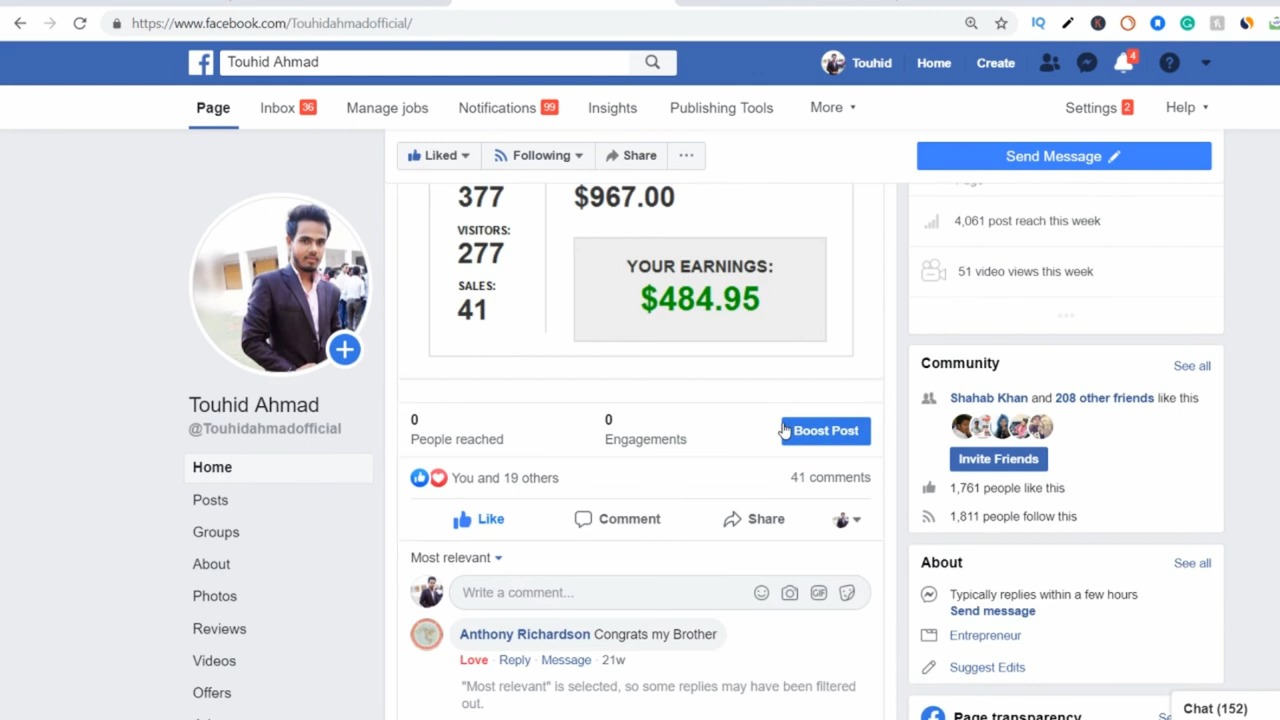 https://www.facebook.com/Touhidahmadofficial/
Touhid Ahmad
Touhid
Home
Create
4
Page
Inbox 36
Manage jobs
Notifications 99
Insights
Publishing Tools
More
Settings 2
Help
Liked
Following
Share
Send Message
377
VISITORS:
277
SALES:
41
$967.00
YOUR EARNINGS:
$484.95
4,061 post reach this week
51 video views this week
Touhid Ahmad
@Touhidahmadofficial
Home
Posts
Groups
About
Photos
Reviews
Videos
Offers
0
People reached
0
Engagements
Boost Post
You and 19 others
41 comments
Like
Comment
Share
Most relevant
Write a comment...
GIF
Anthony Richardson Congrats my Brother
Love · Reply · Message · 21w
"Most relevant" is selected, so some replies may have been filtered
out.
Community
See all
Shahab Khan and 208 other friends like this
Invite Friends
1,761 people like this
1,811 people follow this
About
See all
Typically replies within a few hours
Send message
Entrepreneur
Suggest Edits
Page transparency
Chat (152)